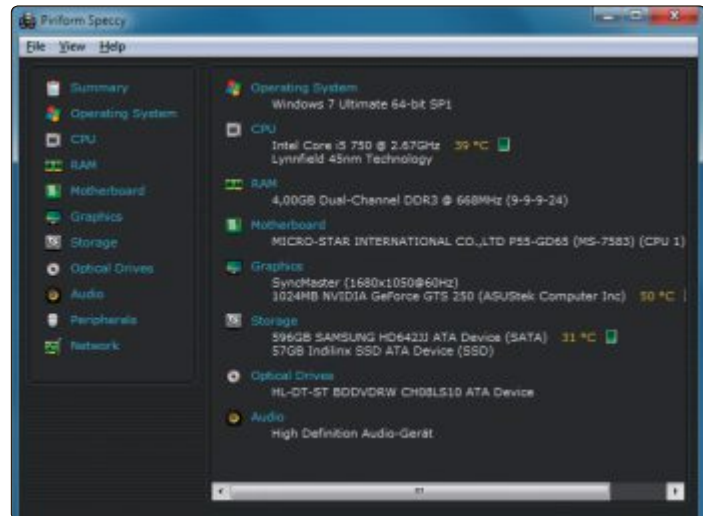 Piriform Speccy
File View Help
Summary
Operating System
CPU
RAM
Motherboard
Graphics
Storage
Optical Drives
Audio
Peripherals
Network
Operating System
Windows 7 Ultimate 64-bit SP1
CPU
Intel Core i5 750 @ 2.67GHz 39 °C
Lynnfield 45nm Technology
RAM
4,00GB Dual-Channel DDR3 @ 668MHz (9-9-9-24)
Motherboard
MICRO-STAR INTERNATIONAL CO.,LTD P55-GD65 (MS-7583) (CPU 1)
Graphics
SyncMaster (1680x1050@60Hz)
1024MB NVIDIA GeForce GTS 250 (ASUStek Computer Inc) 50 °C
Storage
596GB SAMSUNG HD642JJ ATA Device (SATA) 31 °C
57GB Indilinx SSD ATA Device (SSD)
Optical Drives
HL-DT-ST BDDVDRW CH08LS10 ATA Device
Audio
High Definition Audio-Gerät